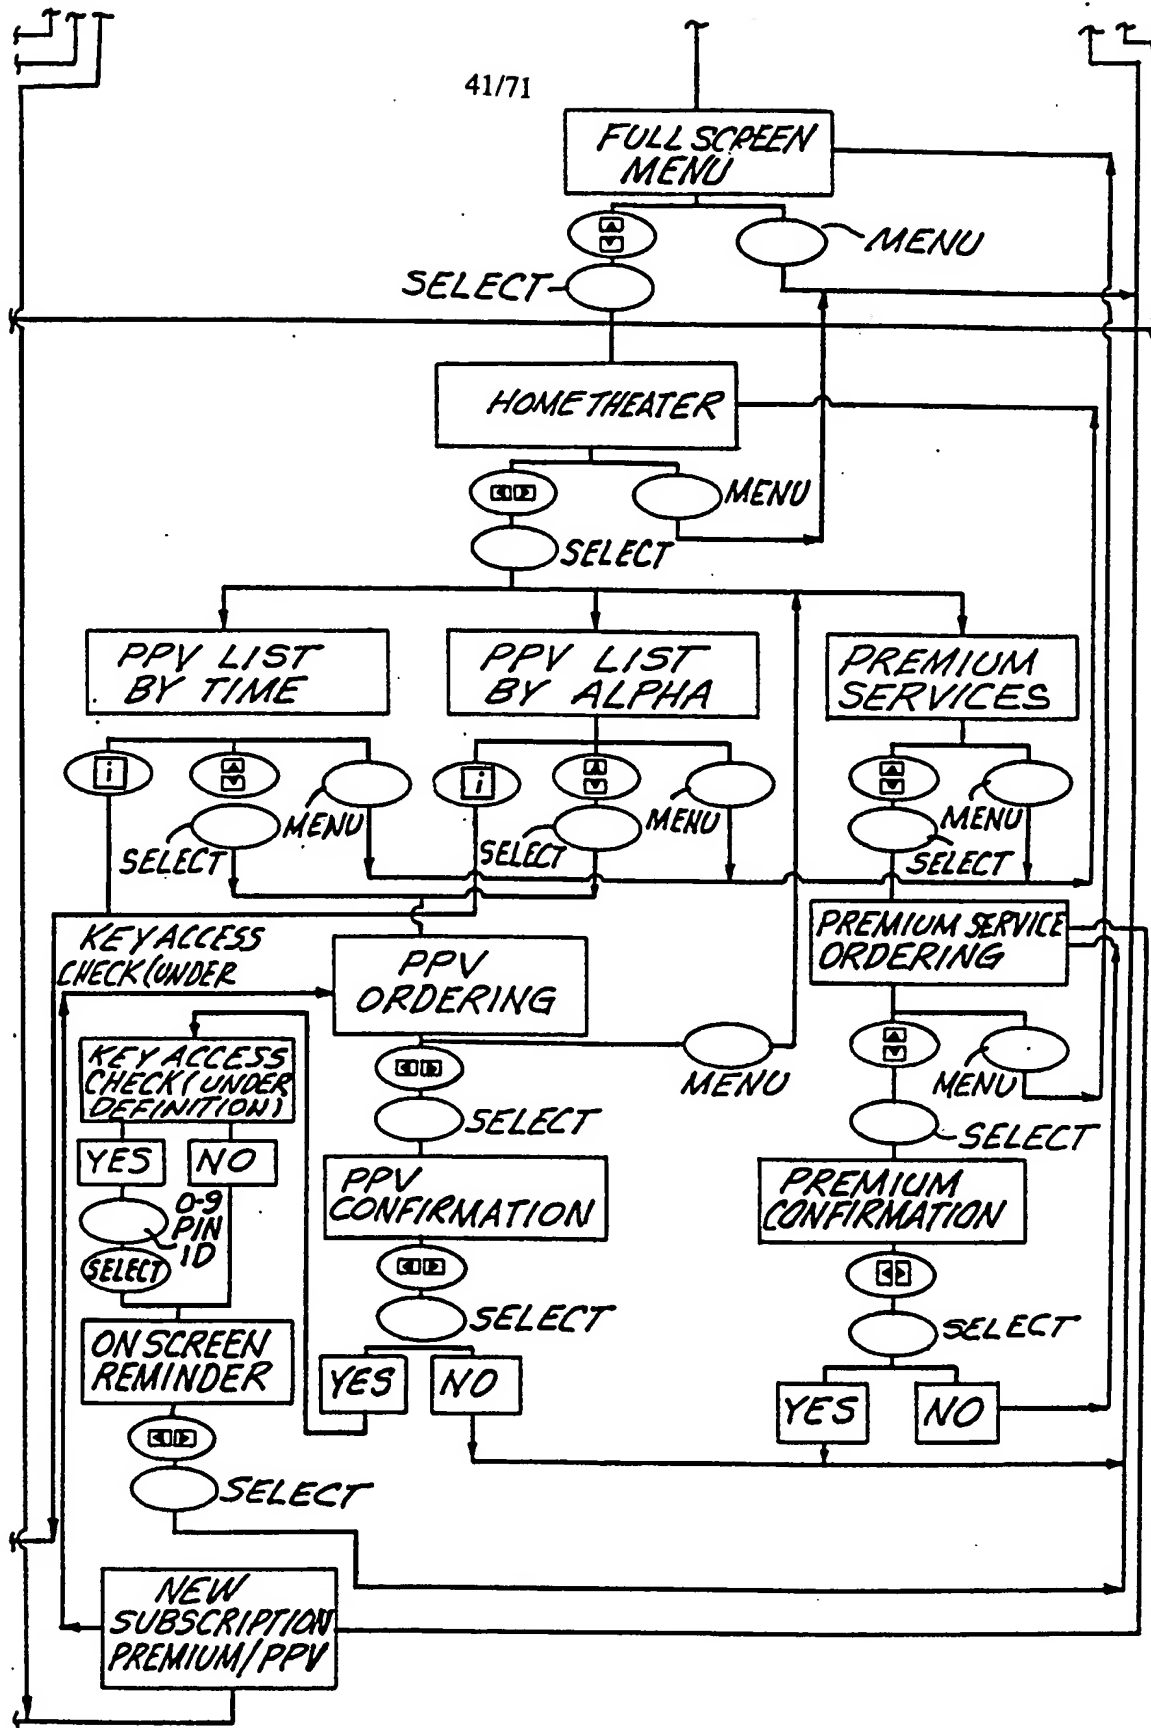 41/71
FULL SCREEN
MENU
MENU
SELECT
HOME THEATER
MENU
SELECT
PPV LIST
BY TIME
PPV LIST
BY ALPHA
PREMIUM
SERVICES
i
MENU
SELECT
i
MENU
SELECT
MENU
SELECT
KEY ACCESS
CHECK (UNDER
PPV
ORDERING
PREMIUM SERVICE
ORDERING
KEY ACCESS
CHECK (UNDER
DEFINITION)
MENU
MENU
SELECT
SELECT
YES
NO
PPV
CONFIRMATION
PREMIUM
CONFIRMATION
0-9
PIN
ID
SELECT
SELECT
SELECT
ON SCREEN
REMINDER
YES
NO
YES
NO
SELECT
NEW
SUBSCRIPTION
PREMIUM/PPV